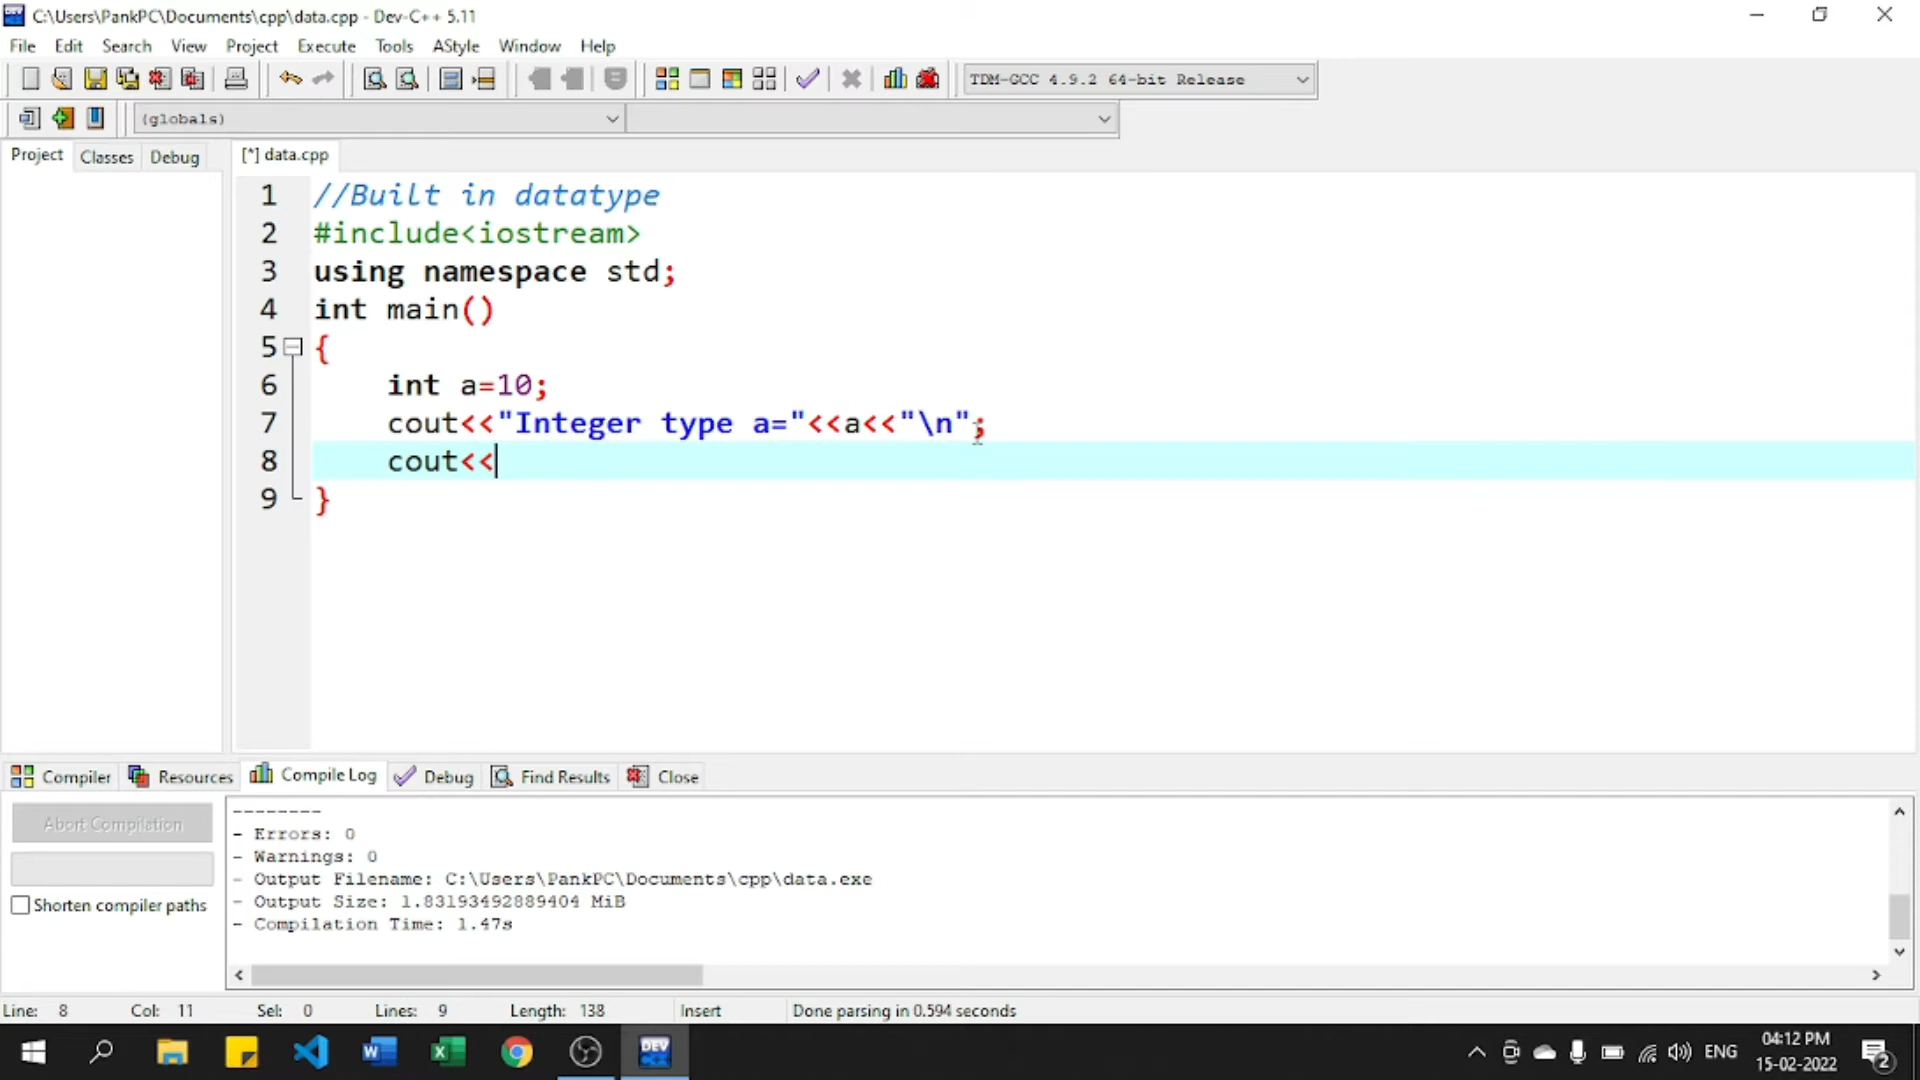 C:\Users\PankPC\Documents\cpp\data.cpp - Dev-C++ 5.11
File Edit Search View Project Execute Tools AStyle Window Help
TDM-GCC 4.9.2 64-bit Release
(globals)
Project Classes Debug [*] data.cpp
1 //Built in datatype
2 #include<iostream>
3 using namespace std;
4 int main()
5 {
6 int a=10;
7 cout<<"Integer type a="<<a<<"\n";
8 cout<<
9 }
Compiler Resources Compile Log Debug Find Results Close
Abort Compilation
Shorten compiler paths
--------
- Errors: 0
- Warnings: 0
- Output Filename: C:\Users\PankPC\Documents\cpp\data.exe
- Output Size: 1.83193492889404 MiB
- Compilation Time: 1.47s
Line: 8 Col: 11 Sel: 0 Lines: 9 Length: 138 Insert Done parsing in 0.594 seconds
DEV
ENG
04:12 PM
15-02-2022
2